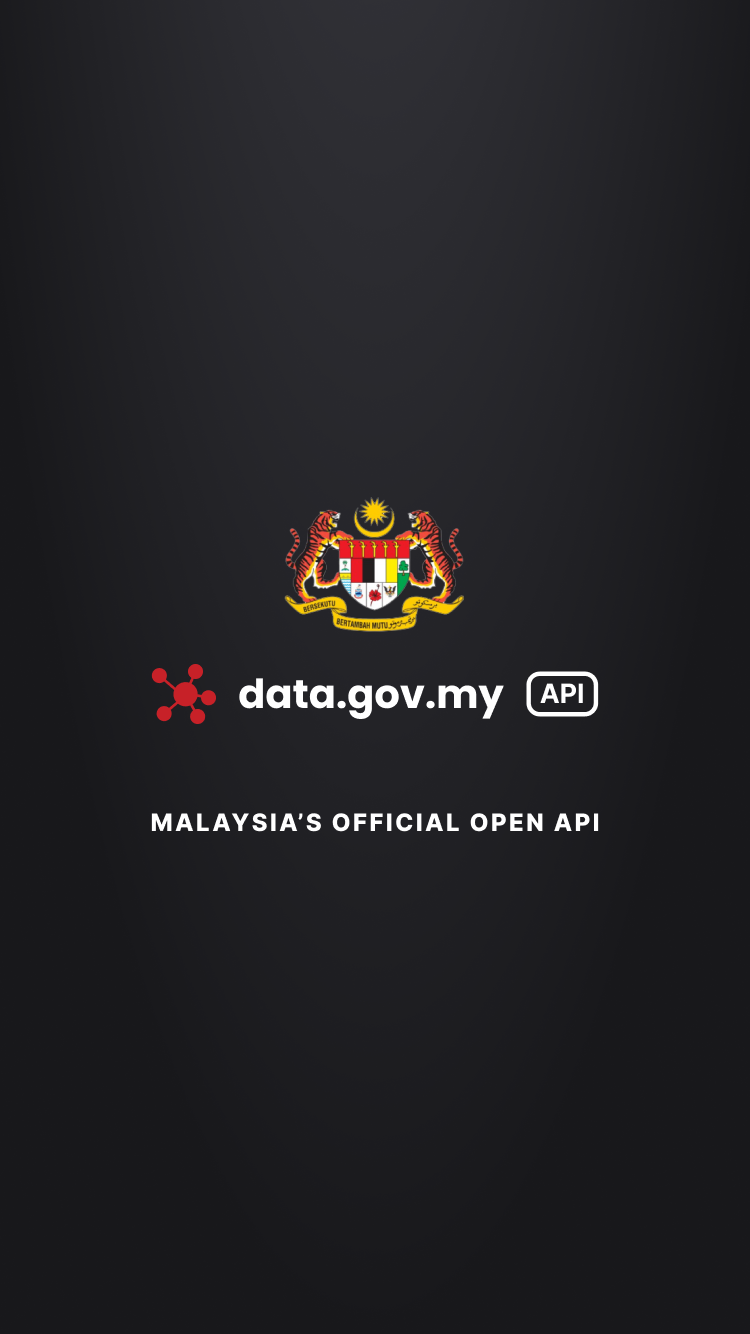 BERSEKUTU
BERTAMBAH MUTU
data.gov.my
API
MALAYSIA’S OFFICIAL OPEN API